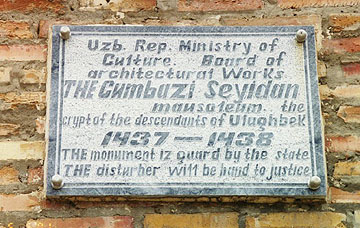 Uzb. Rep. Ministry of
Culture. Board of
architectural Works
THE Gumbazi Seyidan
mausoleum. the
crypt of the descendants of Ulughbek
1437—1438
THE monument iz guard by the state
THE disturber will be hand to justice